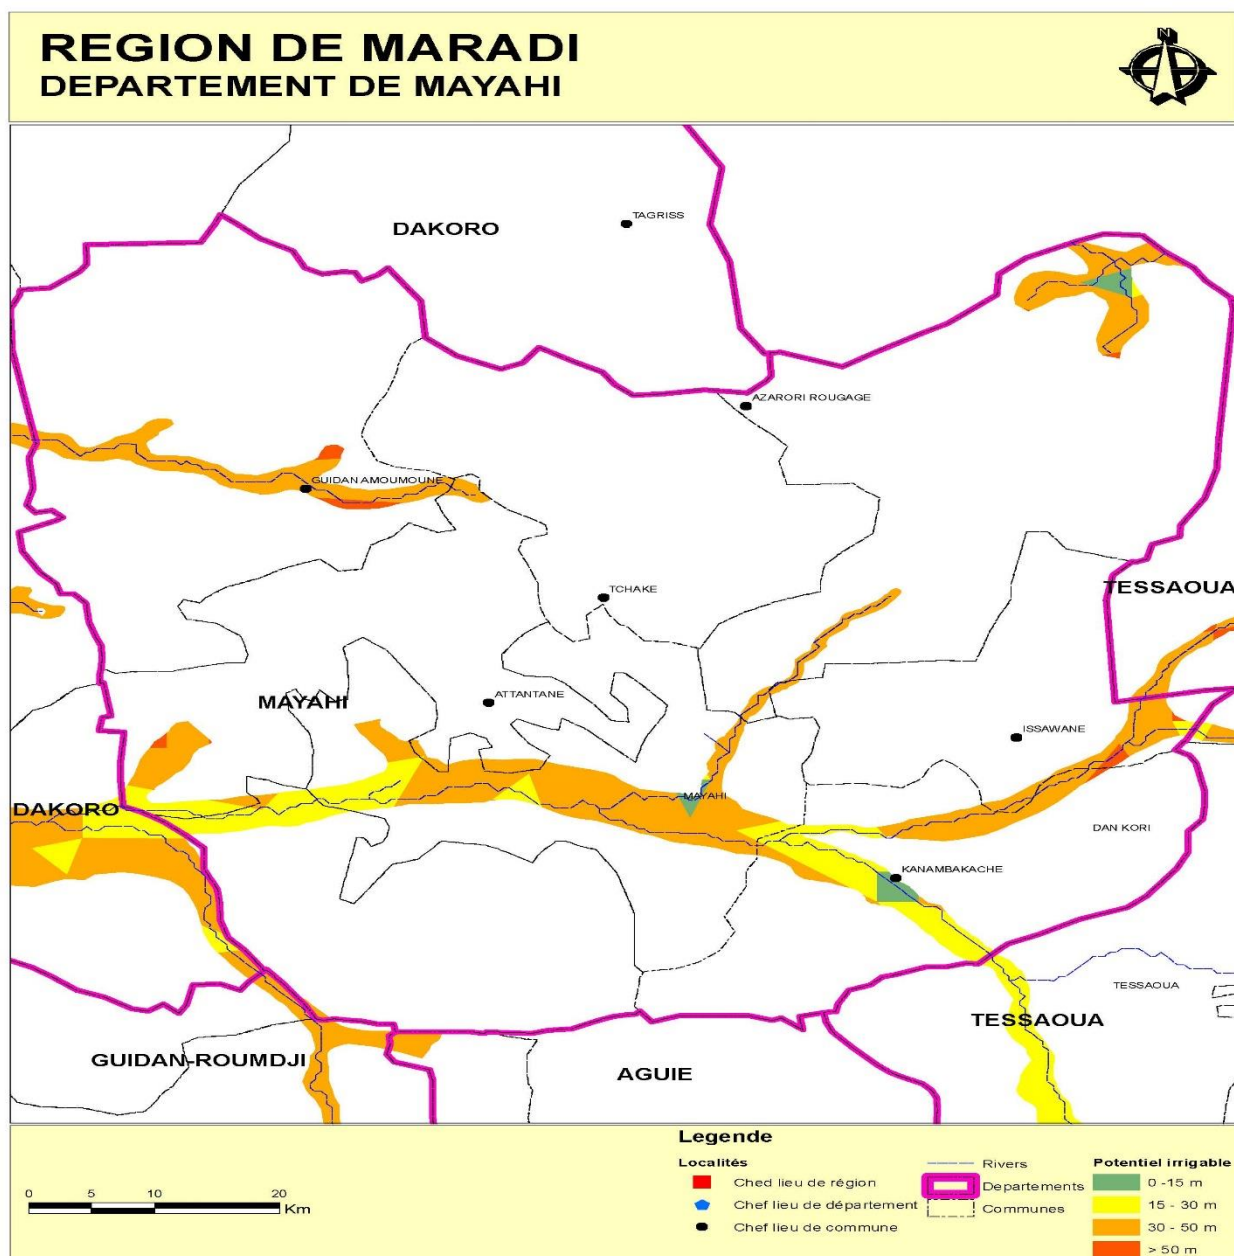 REGION DE MARADI
DEPARTEMENT DE MAYAHI
N
DAKORO
TAGRISS
AZARORI ROUGAGE
GUIDAN AMOUMOUNE
TCHAKE
TESSAOUA
MAYAHI
ATTANTANE
ISSAWANE
MAYAHI
DAKORO
DAN KORI
KANAMBAKACHE
TESSAOUA
TESSAOUA
GUIDAN-ROUMDJI
AGUIE
Legende
Localités
Ched lieu de région
Chef lieu de département
Chef lieu de commune
Rivers
Departements
Communes
Potentiel irrigable
0 -15 m
15 - 30 m
30 - 50 m
> 50 m
0 5 10 20
Km